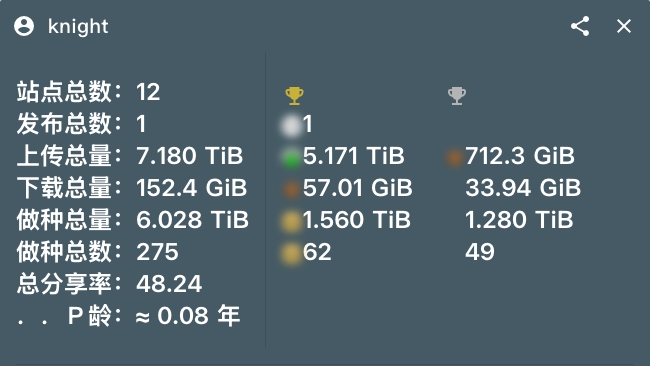 knight
站点总数：12
发布总数：1 1
上传总量：7.180 TiB 5.171 TiB 712.3 GiB
下载总量：152.4 GiB 57.01 GiB 33.94 GiB
做种总量：6.028 TiB 1.560 TiB 1.280 TiB
做种总数：275 62 49
总分享率：48.24
．．Ｐ龄：≈ 0.08 年